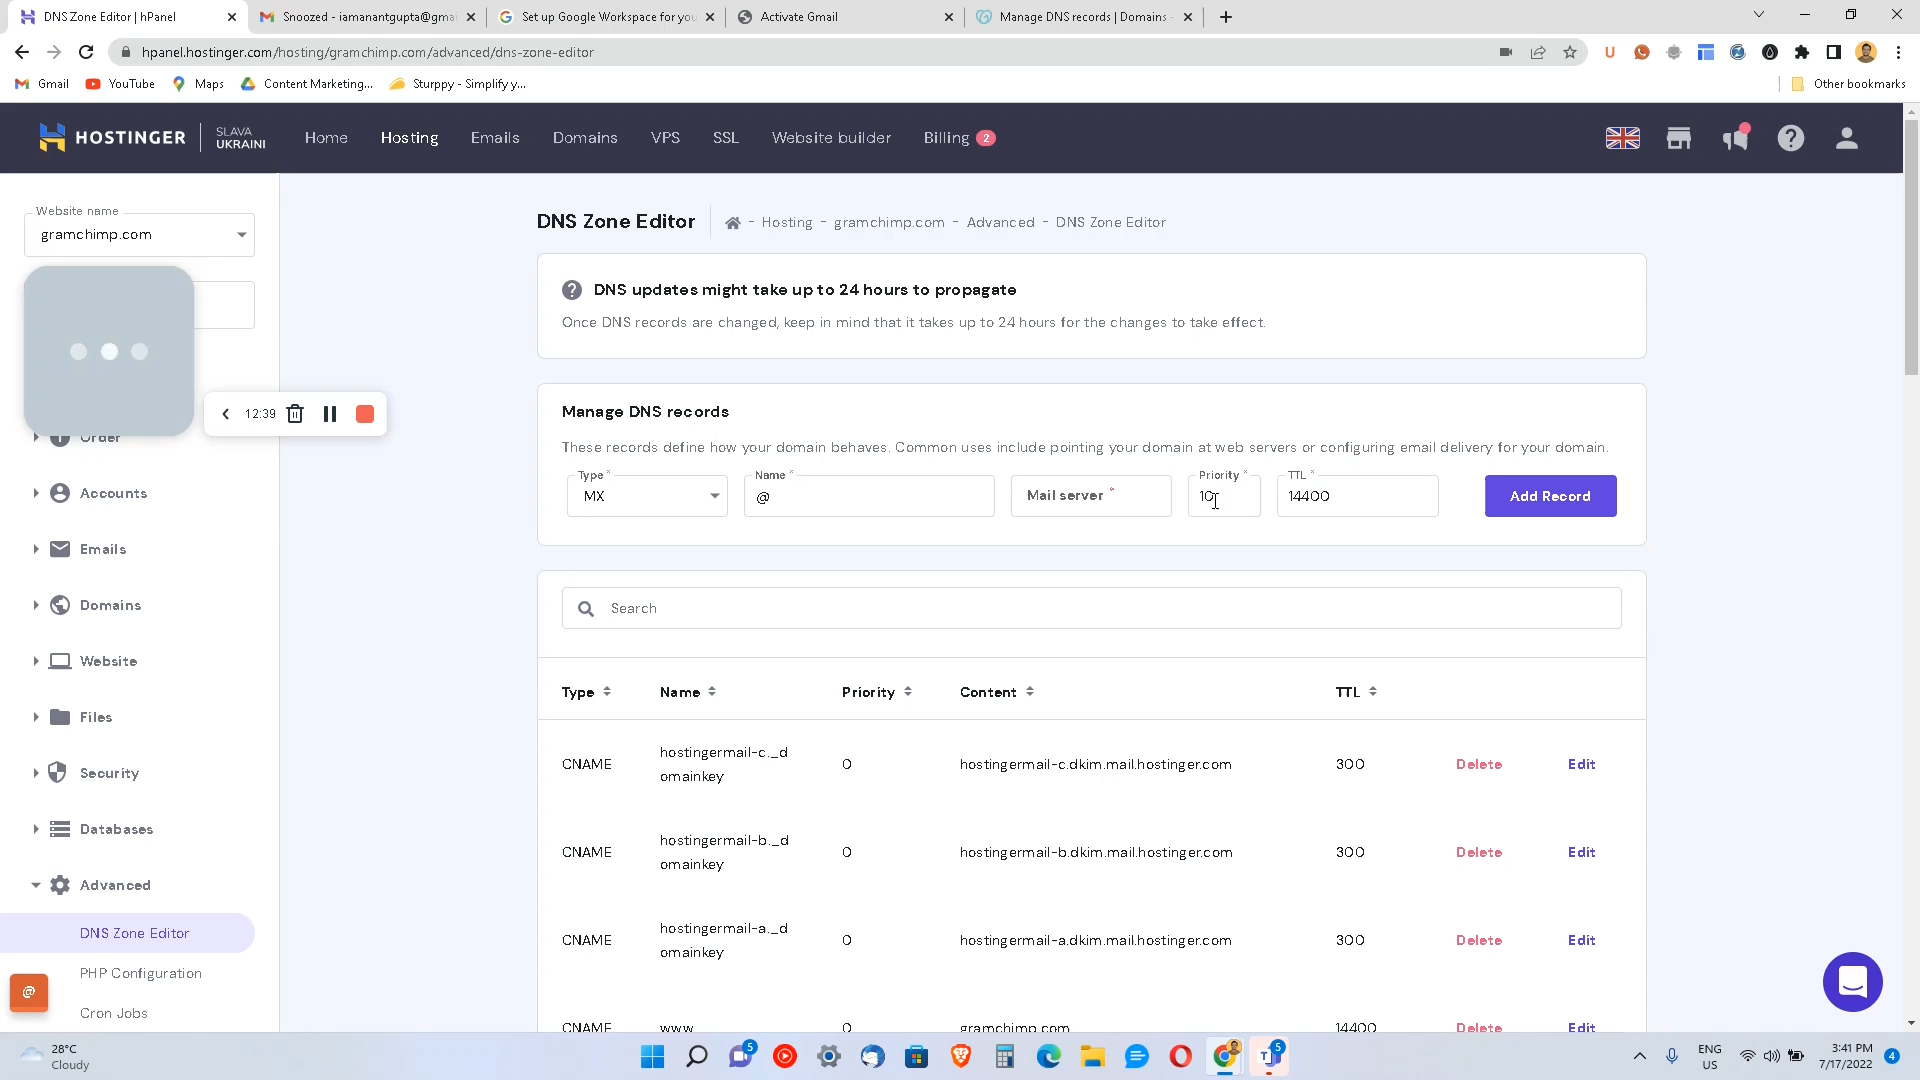 DNS Zone Editor | hPanel
Snoozed - iamanantgupta@gmai
Set up Google Workspace for you
Activate Gmail
Manage DNS records | Domains -
hpanel.hostinger.com/hosting/gramchimp.com/advanced/dns-zone-editor
Gmail
YouTube
Maps
Content Marketing...
Sturppy - Simplify y...
Other bookmarks
HOSTINGER
SLAVA
UKRAINI
Home
Hosting
Emails
Domains
VPS
SSL
Website builder
Billing 2
Website name
gramchimp.com
12:39
Order
Accounts
Emails
Domains
Website
Files
Security
Databases
Advanced
DNS Zone Editor
PHP Configuration
Cron Jobs
@
DNS Zone Editor
- Hosting - gramchimp.com - Advanced - DNS Zone Editor
DNS updates might take up to 24 hours to propagate
Once DNS records are changed, keep in mind that it takes up to 24 hours for the changes to take effect.
Manage DNS records
These records define how your domain behaves. Common uses include pointing your domain at web servers or configuring email delivery for your domain.
Type * Name * Priority * TTL *
MX @ Mail server * 10 14400 Add Record
Search
Type Name Priority Content TTL
CNAME hostingermail-c._d
omainkey 0 hostingermail-c.dkim.mail.hostinger.com 300 Delete Edit
CNAME hostingermail-b._d
omainkey 0 hostingermail-b.dkim.mail.hostinger.com 300 Delete Edit
CNAME hostingermail-a._d
omainkey 0 hostingermail-a.dkim.mail.hostinger.com 300 Delete Edit
CNAME www 0 gramchimp.com 14400 Delete Edit
28°C
Cloudy
5
5
ENG
US
3:41 PM
7/17/2022
4